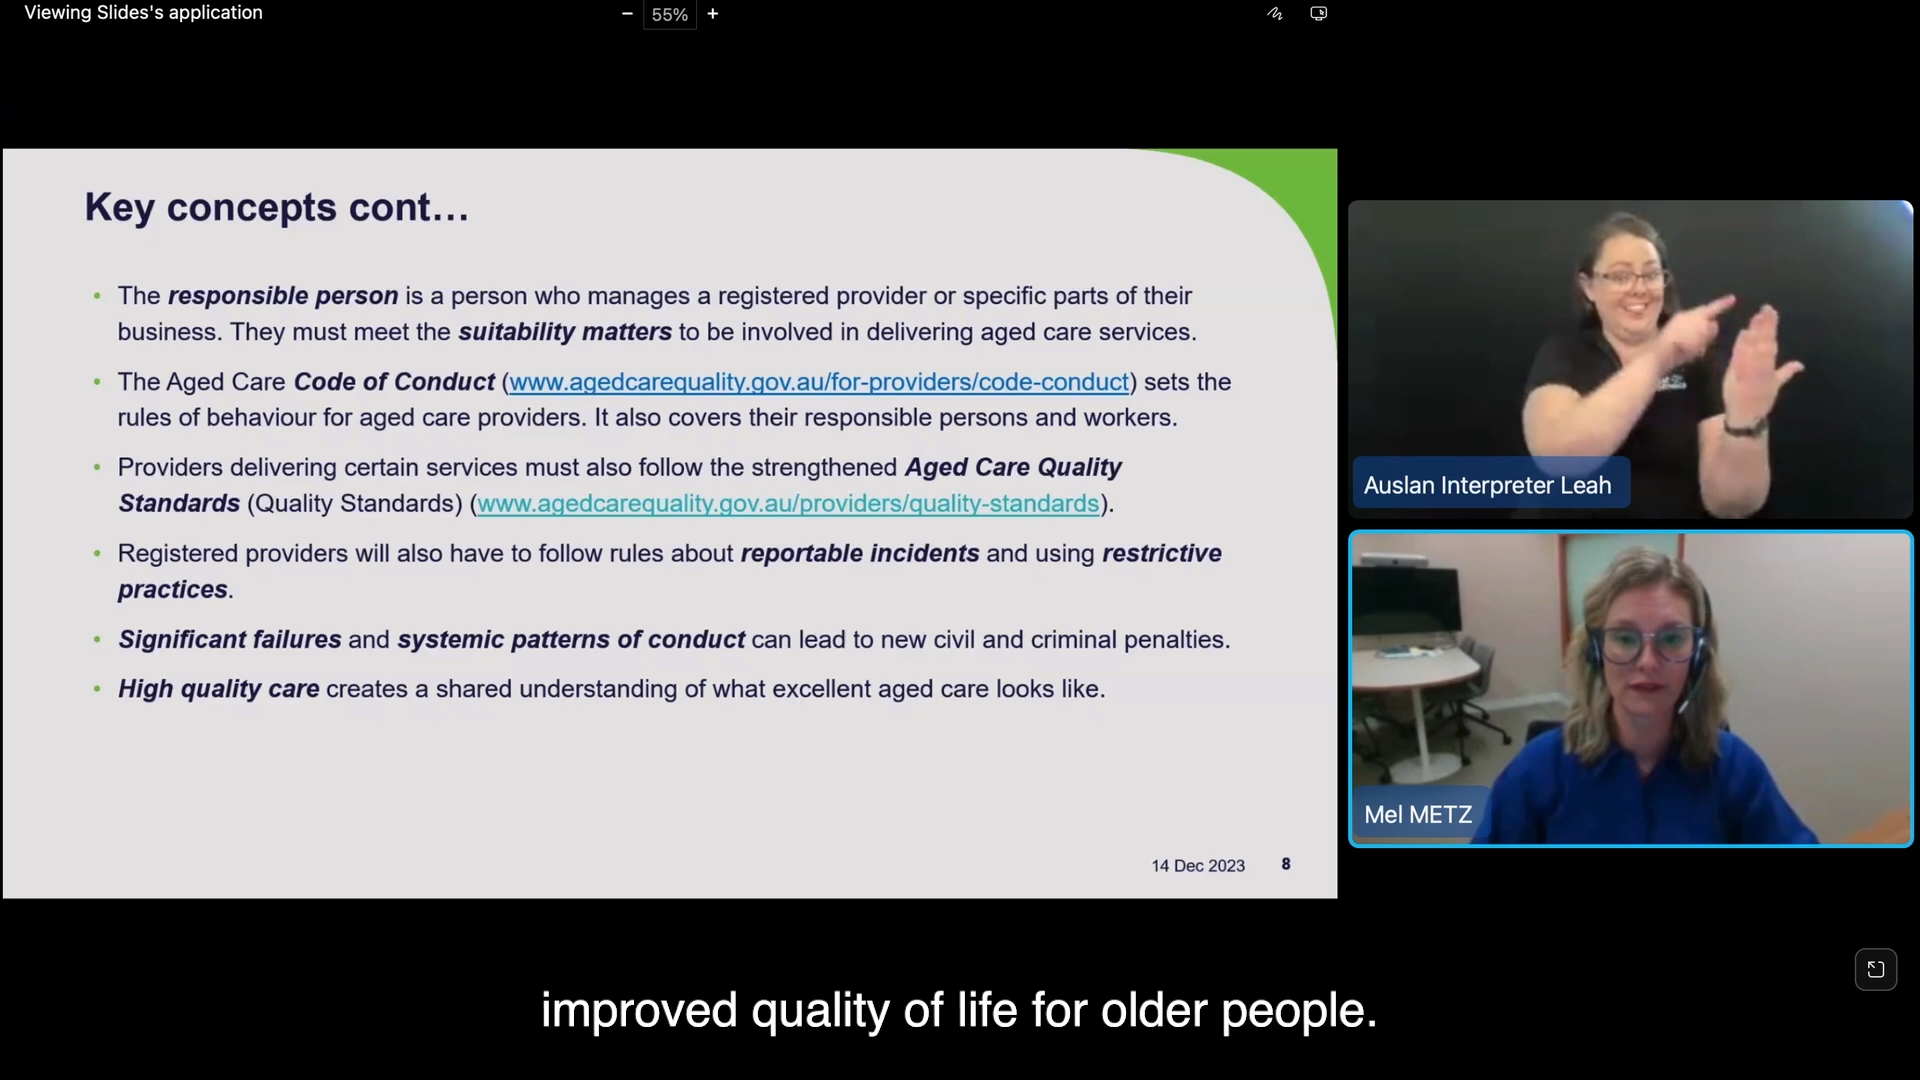 Viewing Slides's application
55%
Key concepts cont…
• The responsible person is a person who manages a registered provider or specific parts of their
business. They must meet the suitability matters to be involved in delivering aged care services.
• The Aged Care Code of Conduct (www.agedcarequality.gov.au/for-providers/code-conduct) sets the
rules of behaviour for aged care providers. It also covers their responsible persons and workers.
• Providers delivering certain services must also follow the strengthened Aged Care Quality
Standards (Quality Standards) (www.agedcarequality.gov.au/providers/quality-standards).
• Registered providers will also have to follow rules about reportable incidents and using restrictive
practices.
• Significant failures and systemic patterns of conduct can lead to new civil and criminal penalties.
• High quality care creates a shared understanding of what excellent aged care looks like.
14 Dec 2023 8
Auslan Interpreter Leah
Mel METZ
improved quality of life for older people.